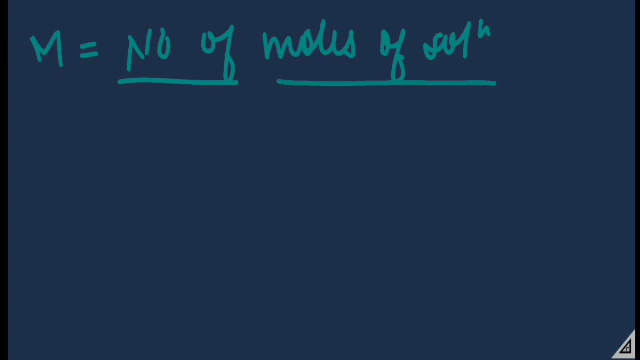 M = No of moles of solⁿ